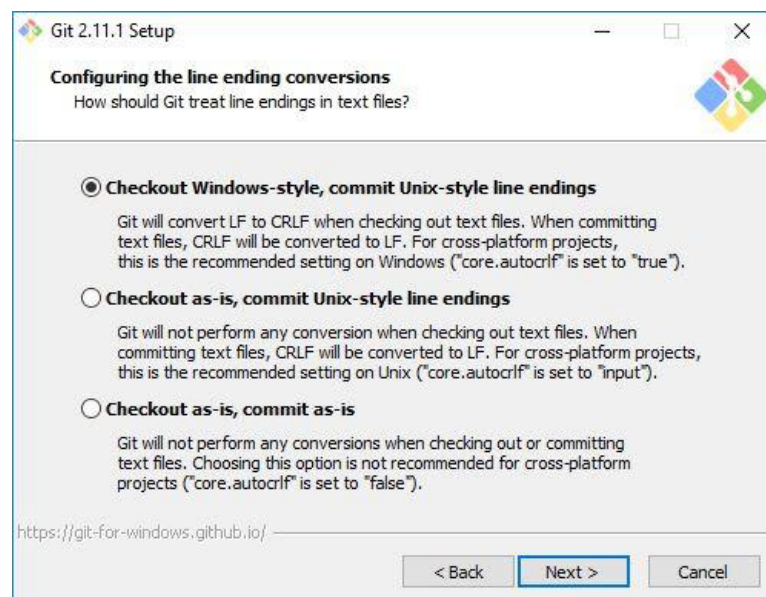 Git 2.11.1 Setup
Configuring the line ending conversions
How should Git treat line endings in text files?
Checkout Windows-style, commit Unix-style line endings
Git will convert LF to CRLF when checking out text files. When committing
text files, CRLF will be converted to LF. For cross-platform projects,
this is the recommended setting on Windows ("core.autocrlf" is set to "true").
Checkout as-is, commit Unix-style line endings
Git will not perform any conversion when checking out text files. When
committing text files, CRLF will be converted to LF. For cross-platform projects,
this is the recommended setting on Unix ("core.autocrlf" is set to "input").
Checkout as-is, commit as-is
Git will not perform any conversions when checking out or committing
text files. Choosing this option is not recommended for cross-platform
projects ("core.autocrlf" is set to "false").
https://git-for-windows.github.io/
< Back Next > Cancel